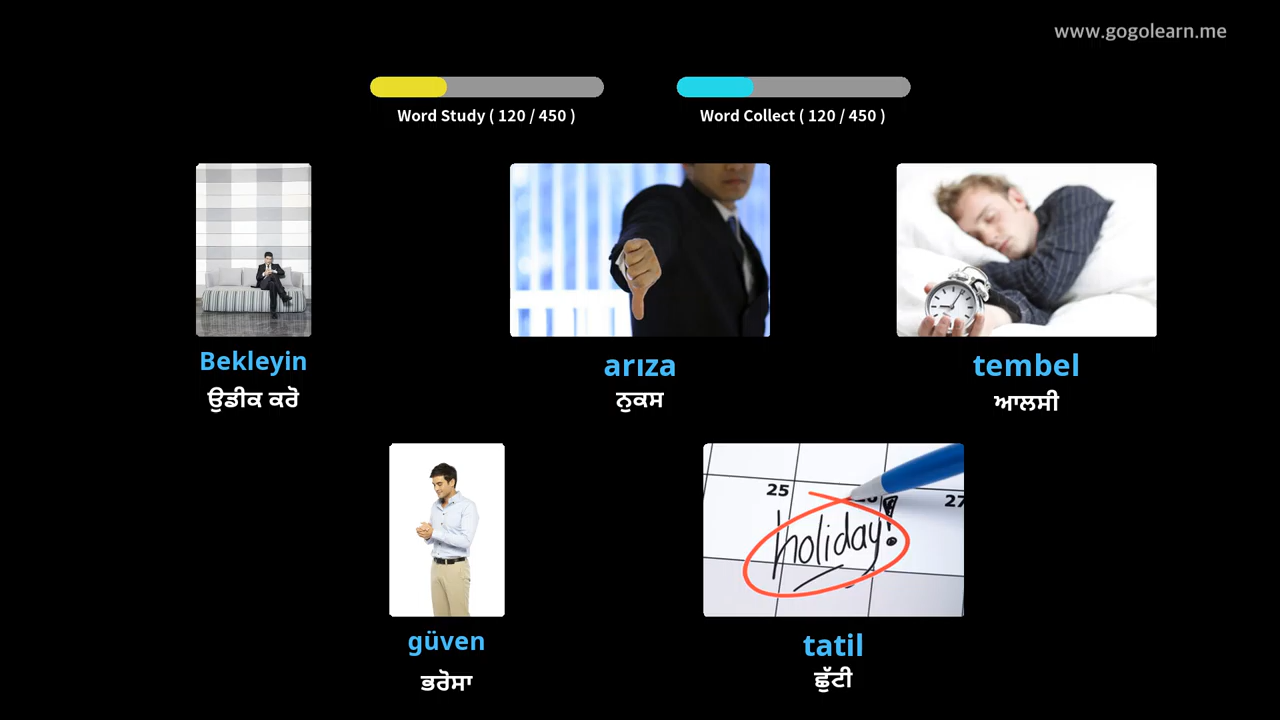 www.gogolearn.me
Word Study ( 120 / 450 )
Word Collect ( 120 / 450 )
Bekleyin
ਉਡੀਕ ਕਰੋ
arıza
ਨੁਕਸ
tembel
ਆਲਸੀ
25
27
holiday!
güven
ਭਰੋਸਾ
tatil
ਛੁੱਟੀ